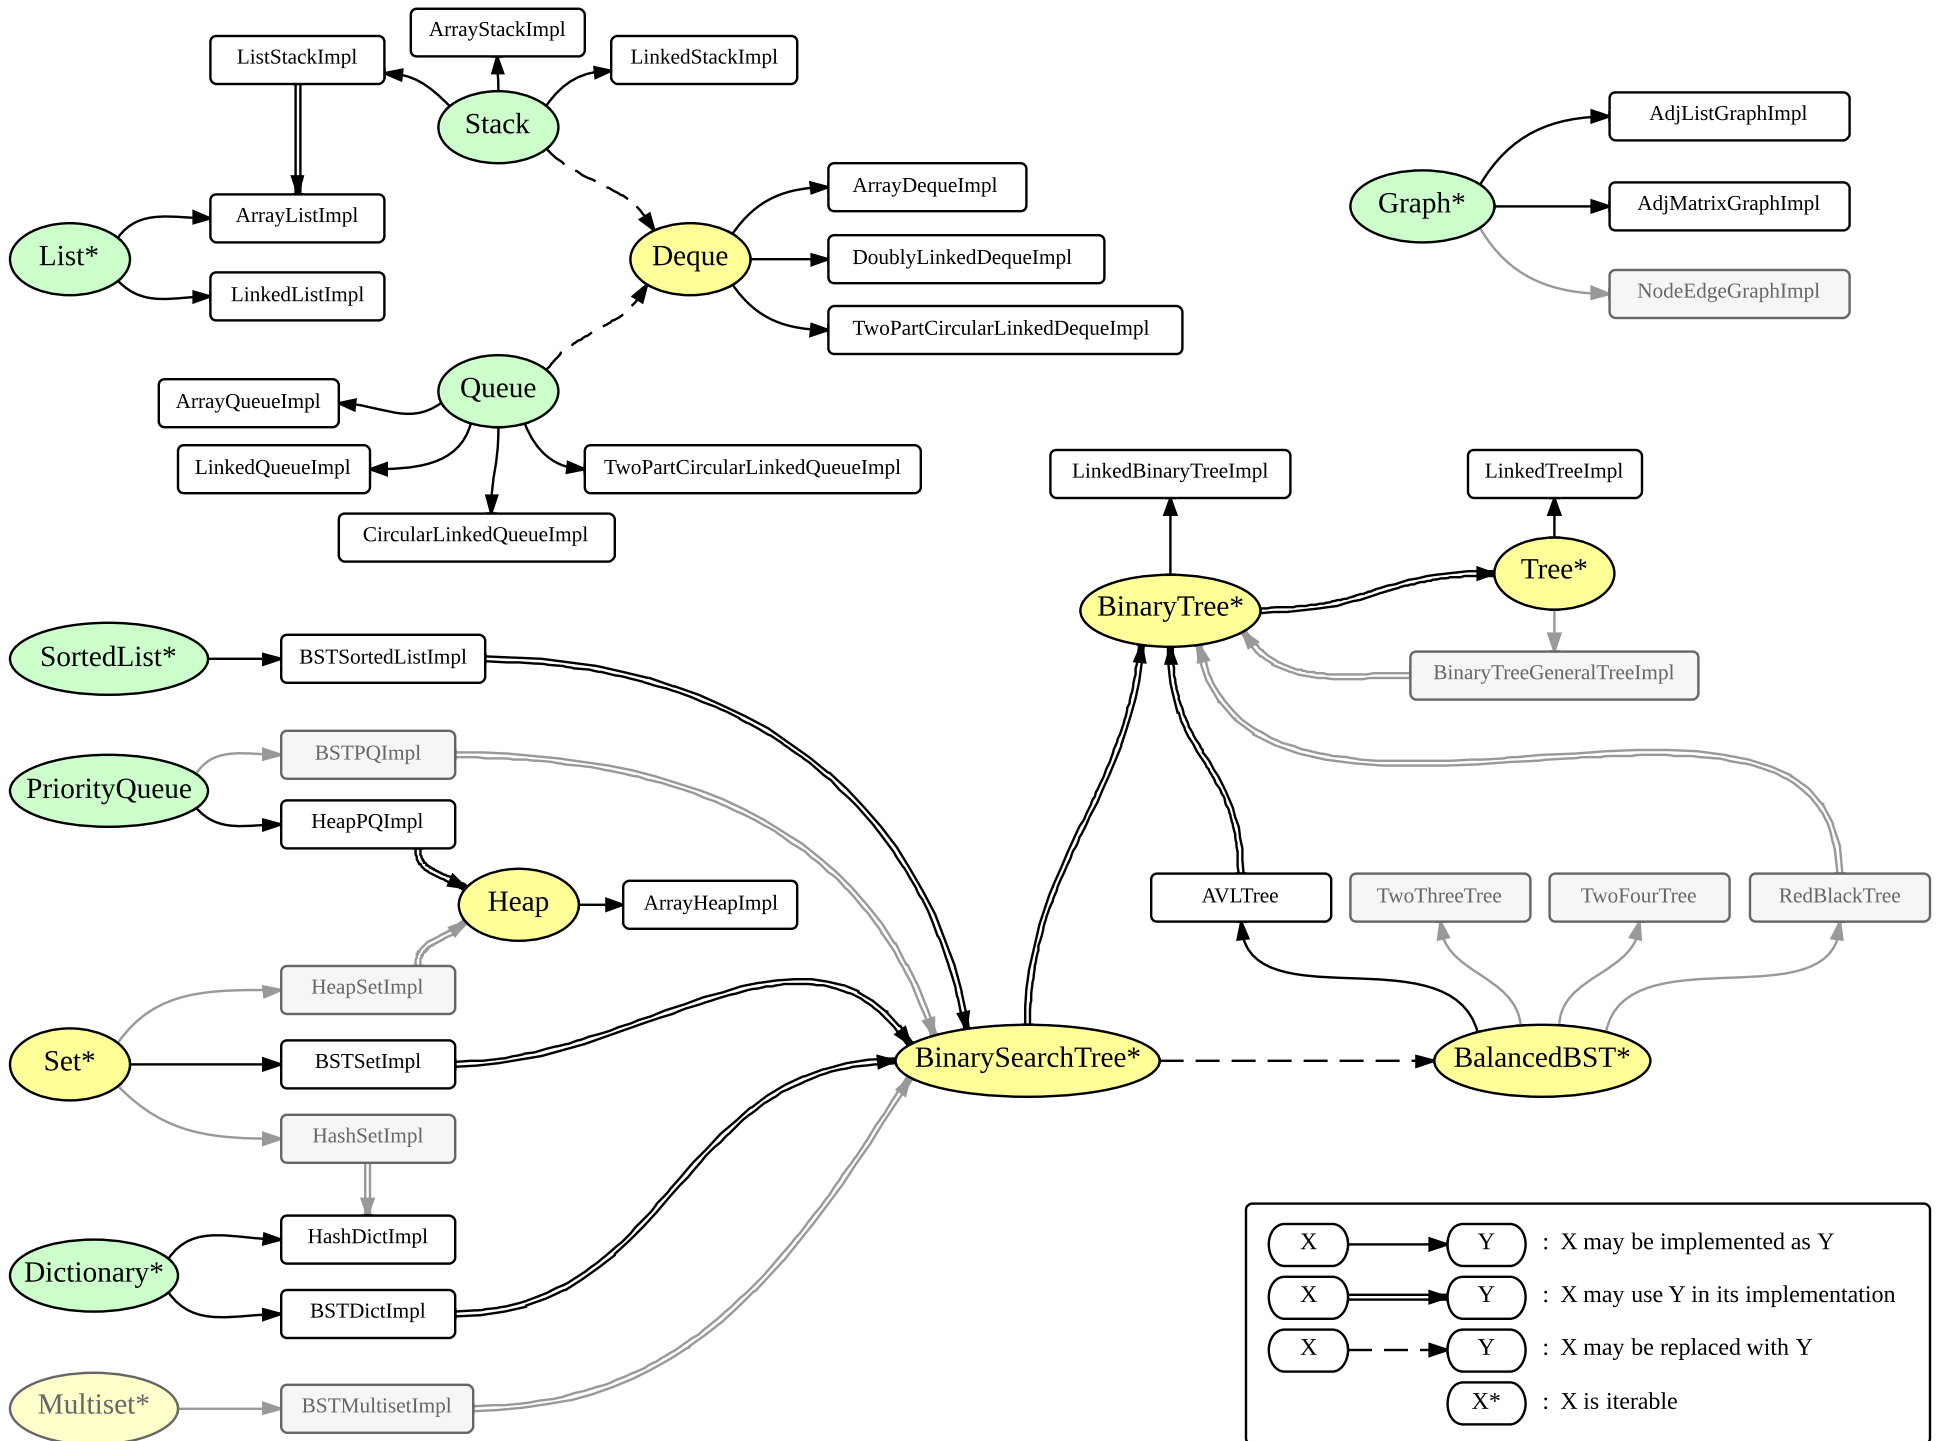 ArrayStackImpl
ListStackImpl
LinkedStackImpl
Stack
AdjListGraphImpl
ArrayDequeImpl
AdjMatrixGraphImpl
Graph*
ArrayListImpl
List*
Deque
DoublyLinkedDequeImpl
LinkedListImpl
NodeEdgeGraphImpl
TwoPartCircularLinkedDequeImpl
Queue
ArrayQueueImpl
LinkedQueueImpl
TwoPartCircularLinkedQueueImpl
LinkedBinaryTreeImpl
LinkedTreeImpl
CircularLinkedQueueImpl
Tree*
BinaryTree*
SortedList*
BSTSortedListImpl
BinaryTreeGeneralTreeImpl
BSTPQImpl
PriorityQueue
HeapPQImpl
Heap
ArrayHeapImpl
AVLTree
TwoThreeTree
TwoFourTree
RedBlackTree
HeapSetImpl
Set*
BSTSetImpl
BinarySearchTree*
BalancedBST*
HashSetImpl
HashDictImpl
Dictionary*
BSTDictImpl
Multiset*
BSTMultisetImpl
X Y : X may be implemented as Y
X Y : X may use Y in its implementation
X Y : X may be replaced with Y
X* : X is iterable